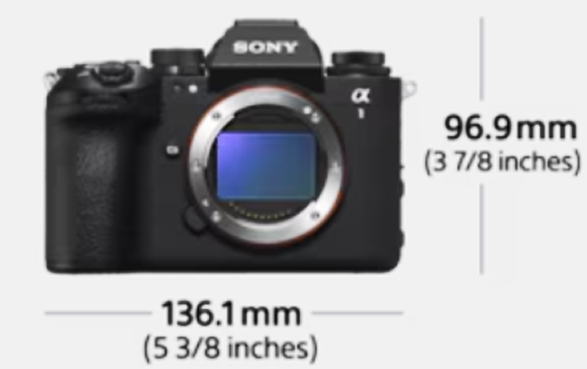 SONY
α
1
96.9mm
(3 7/8 inches)
136.1mm
(5 3/8 inches)